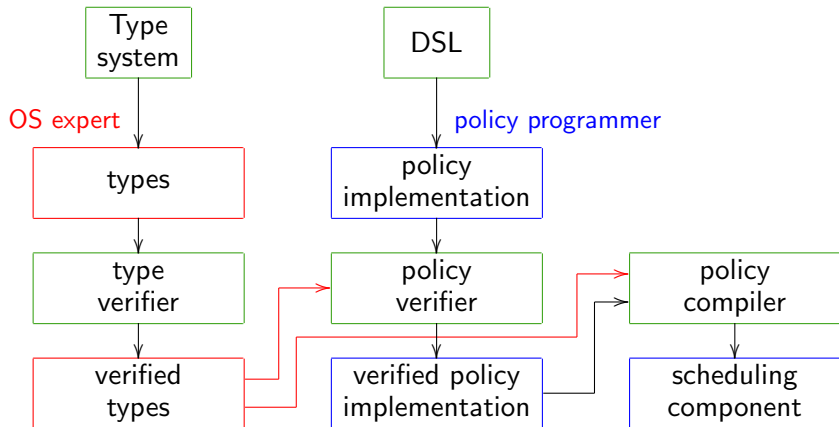 Type
system
DSL
OS expert
policy programmer
types
policy
implementation
type
verifier
policy
verifier
policy
compiler
verified
types
verified policy
implementation
scheduling
component